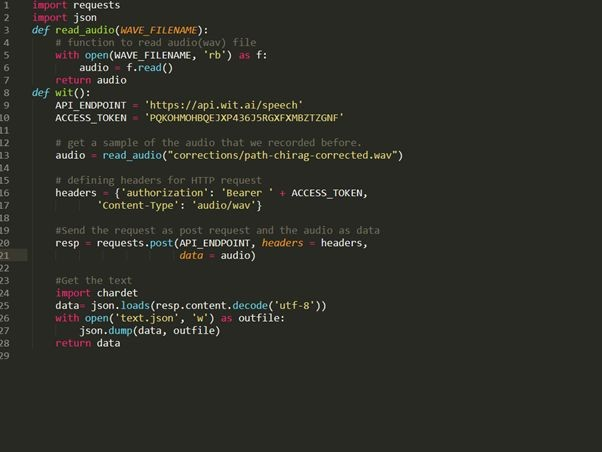 1 import requests
2 import json
3 def read_audio(WAVE_FILENAME):
4 # function to read audio(wav) file
5 with open(WAVE_FILENAME, 'rb') as f:
6 audio = f.read()
7 return audio
8 def wit():
9 API_ENDPOINT = 'https://api.wit.ai/speech'
10 ACCESS_TOKEN = 'PQKOHMOHBQEJXP436J5RGXFXMBZTZGNF'
11
12 # get a sample of the audio that we recorded before.
13 audio = read_audio("corrections/path-chirag-corrected.wav")
14
15 # defining headers for HTTP request
16 headers = {'authorization': 'Bearer ' + ACCESS_TOKEN,
17 'Content-Type': 'audio/wav'}
18
19 #Send the request as post request and the audio as data
20 resp = requests.post(API_ENDPOINT, headers = headers,
21 data = audio)
22
23 #Get the text
24 import chardet
25 data= json.loads(resp.content.decode('utf-8'))
26 with open('text.json', 'w') as outfile:
27 json.dump(data, outfile)
28 return data
29